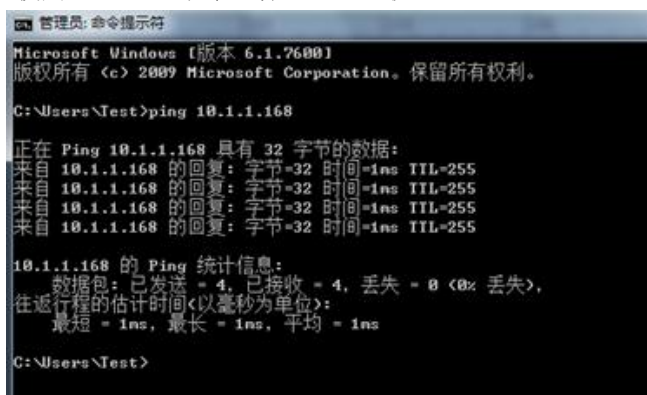 管理员: 命令提示符
Microsoft Windows [版本 6.1.7600]
版权所有 (c) 2009 Microsoft Corporation。保留所有权利。
C:\Users\Test>ping 10.1.1.168
正在 Ping 10.1.1.168 具有 32 字节的数据:
来自 10.1.1.168 的回复: 字节=32 时间=1ms TTL=255
来自 10.1.1.168 的回复: 字节=32 时间=1ms TTL=255
来自 10.1.1.168 的回复: 字节=32 时间=1ms TTL=255
来自 10.1.1.168 的回复: 字节=32 时间=1ms TTL=255
10.1.1.168 的 Ping 统计信息:
数据包: 已发送 = 4，已接收 = 4，丢失 = 0 (0% 丢失)，
往返行程的估计时间(以毫秒为单位):
最短 = 1ms，最长 = 1ms，平均 = 1ms
C:\Users\Test>